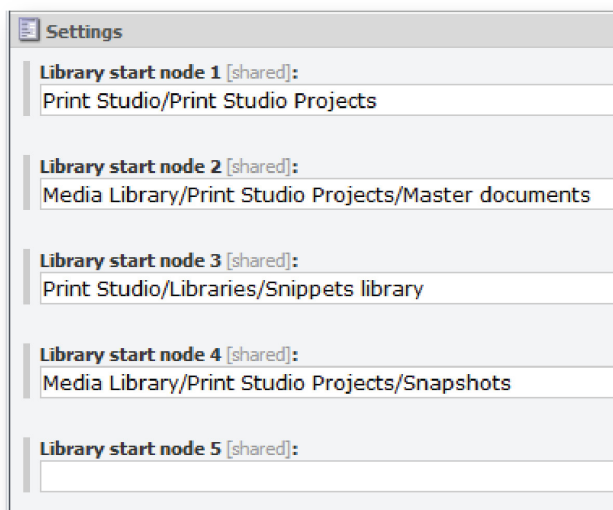 Settings
Library start node 1 [shared]:
Print Studio/Print Studio Projects
Library start node 2 [shared]:
Media Library/Print Studio Projects/Master documents
Library start node 3 [shared]:
Print Studio/Libraries/Snippets library
Library start node 4 [shared]:
Media Library/Print Studio Projects/Snapshots
Library start node 5 [shared]: